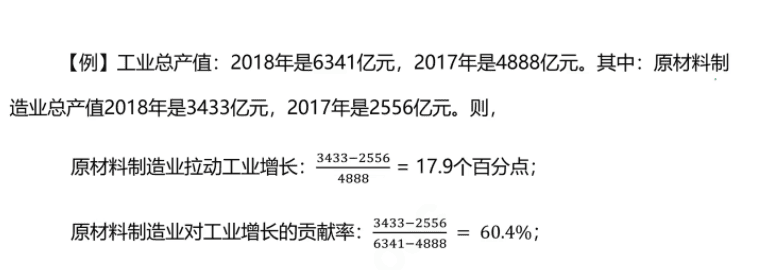 【例】工业总产值：2018年是6341亿元，2017年是4888亿元。其中：原材料制
造业总产值2018年是3433亿元，2017年是2556亿元。则，
原材料制造业拉动工业增长：$\frac{3433-2556}{4888}$ = 17.9个百分点；
原材料制造业对工业增长的贡献率：$\frac{3433-2556}{6341-4888}$ = 60.4%；